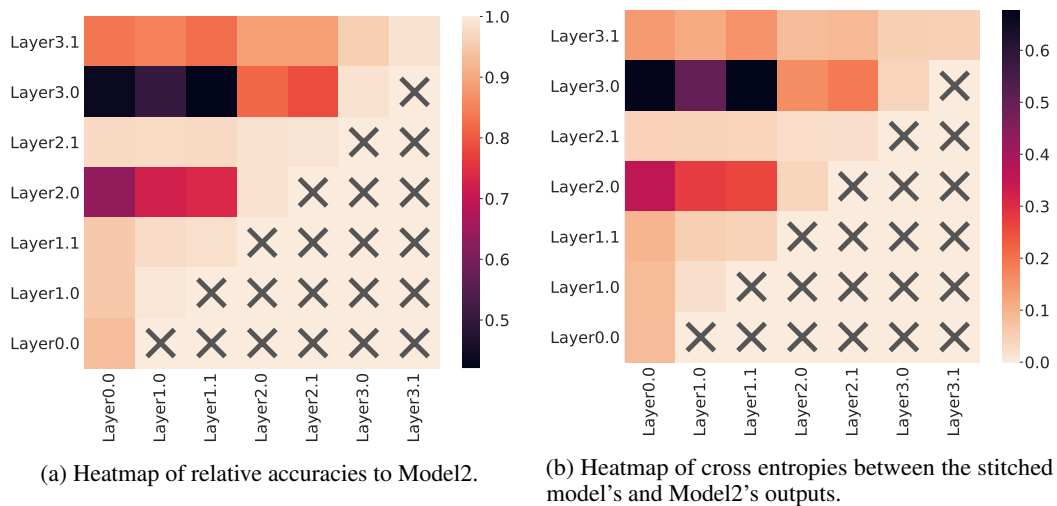 Layer3.1
Layer3.0
Layer2.1
Layer2.0
Layer1.1
Layer1.0
Layer0.0
Layer0.0
Layer1.0
Layer1.1
Layer2.0
Layer2.1
Layer3.0
Layer3.1
1.0
0.9
0.8
0.7
0.6
0.5
(a) Heatmap of relative accuracies to Model2.
Layer3.1
Layer3.0
Layer2.1
Layer2.0
Layer1.1
Layer1.0
Layer0.0
Layer0.0
Layer1.0
Layer1.1
Layer2.0
Layer2.1
Layer3.0
Layer3.1
0.6
0.5
0.4
0.3
0.2
0.1
0.0
(b) Heatmap of cross entropies between the stitched
model's and Model2's outputs.